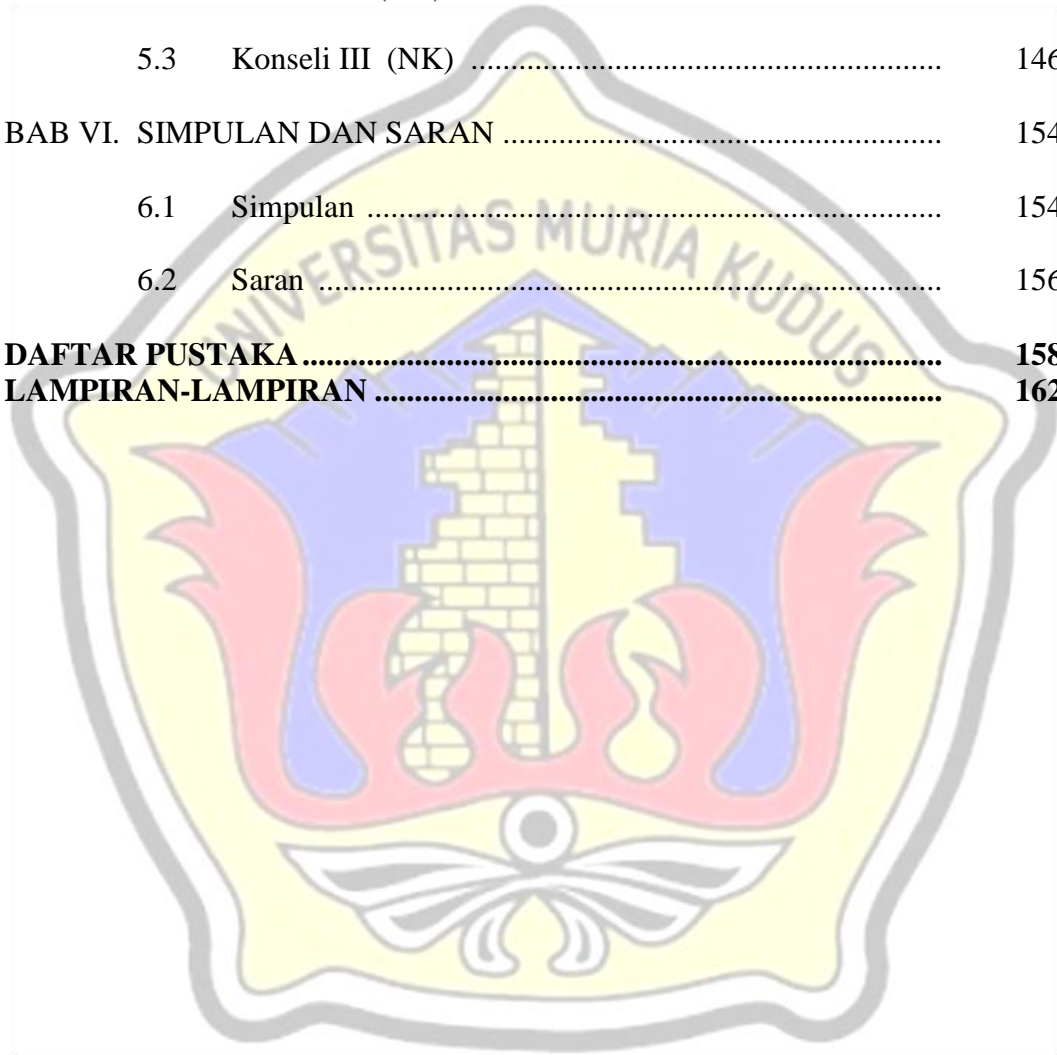 5.3 Konseli III (NK) .................................................. 146
BAB VI. SIMPULAN DAN SARAN .............................................. 154
6.1 Simpulan ............................................................. 154
6.2 Saran .................................................................. 156
DAFTAR PUSTAKA .................................................................... 158
LAMPIRAN-LAMPIRAN ............................................................ 162
UNIVERSITAS MURIA KUDUS